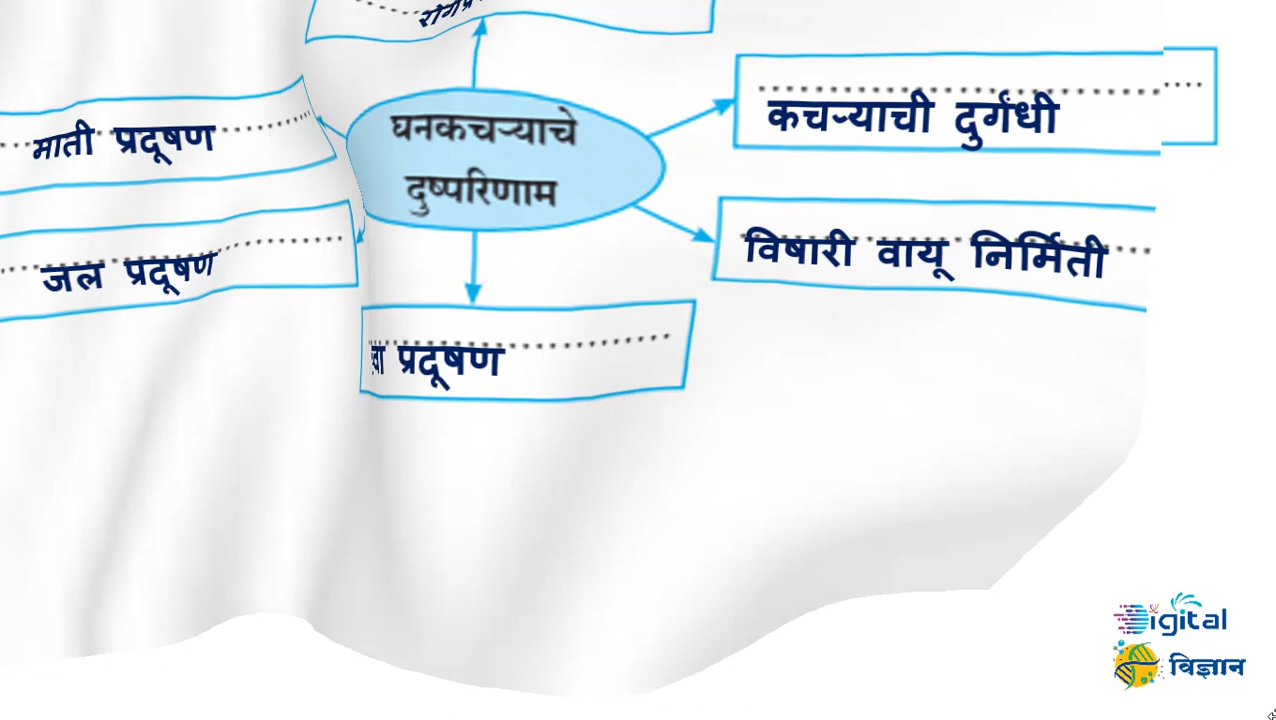 कचऱ्याची दुर्गंधी
माती प्रदूषण
घनकचऱ्याचे
दुष्परिणाम
जल प्रदूषण
विषारी वायू निर्मिती
प्रदूषण
Digital
विज्ञान